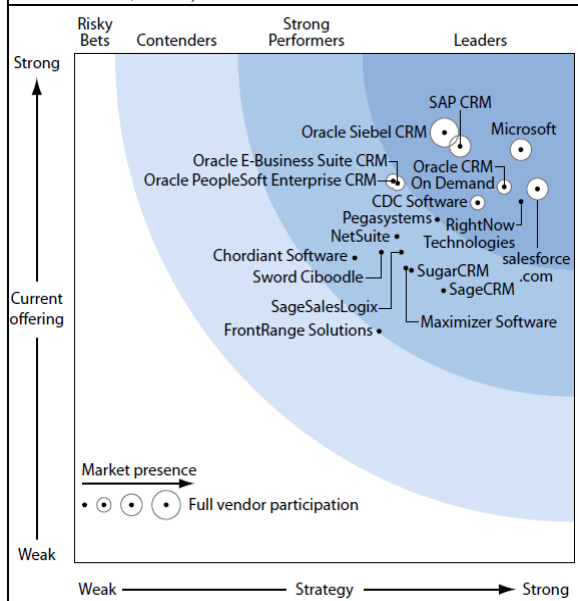 Risky Bets
Contenders
Strong Performers
Leaders
Strong
SAP CRM
Oracle Siebel CRM
Microsoft
Oracle E-Business Suite CRM
Oracle CRM On Demand
Oracle PeopleSoft Enterprise CRM
CDC Software
Pegasystems
RightNow Technologies
NetSuite
Chordiant Software
salesforce .com
Sword Ciboodle
SugarCRM
SageCRM
SageSalesLogix
Maximizer Software
FrontRange Solutions
Current offering
Market presence
Full vendor participation
Weak
Weak
Strategy
Strong